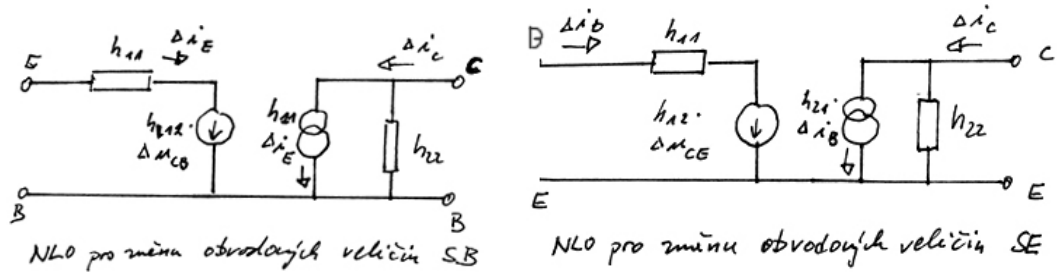 E h11 ΔiE ΔiC C
h12· ΔuCB
h21 ΔiE
h22
B B
NLO pro změnu obvodových veličin SB
B ΔiB h11 ΔiC C
h12· ΔuCE
h21· ΔiB
h22
E E
NLO pro změnu obvodových veličin SE